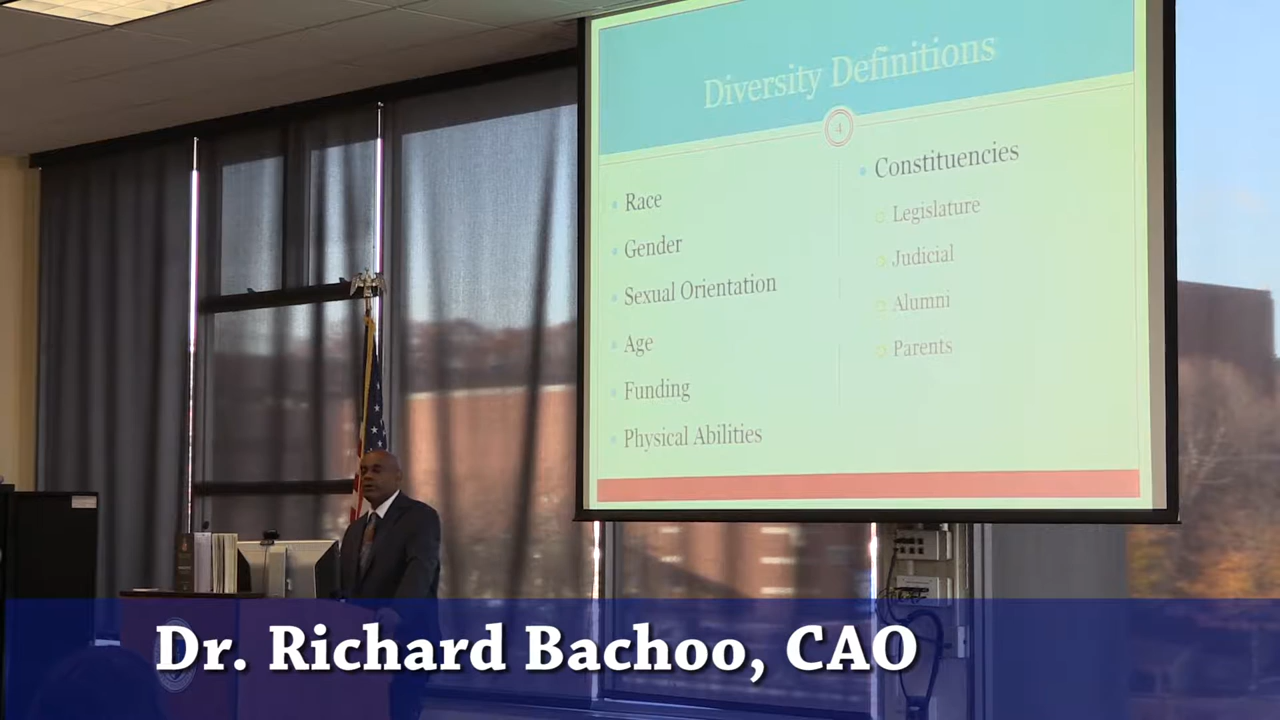 Diversity Definitions
4
Race
Gender
Sexual Orientation
Age
Funding
Physical Abilities
Constituencies
Legislature
Judicial
Alumni
Parents
Dr. Richard Bachoo, CAO